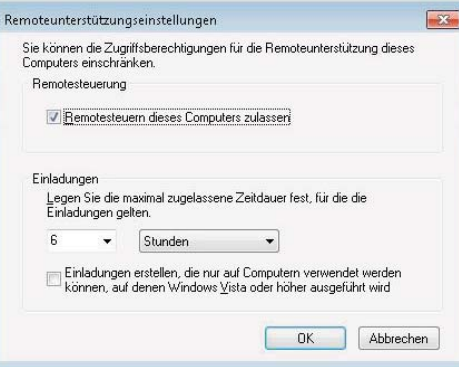 Remoteunterstützungseinstellungen
Sie können die Zugriffsberechtigungen für die Remoteunterstützung dieses
Computers einschränken.
Remotesteuerung
Remotesteuern dieses Computers zulassen
Einladungen
Legen Sie die maximal zugelassene Zeitdauer fest, für die die
Einladungen gelten.
6 Stunden
Einladungen erstellen, die nur auf Computern verwendet werden
können, auf denen Windows Vista oder höher ausgeführt wird
OK Abbrechen